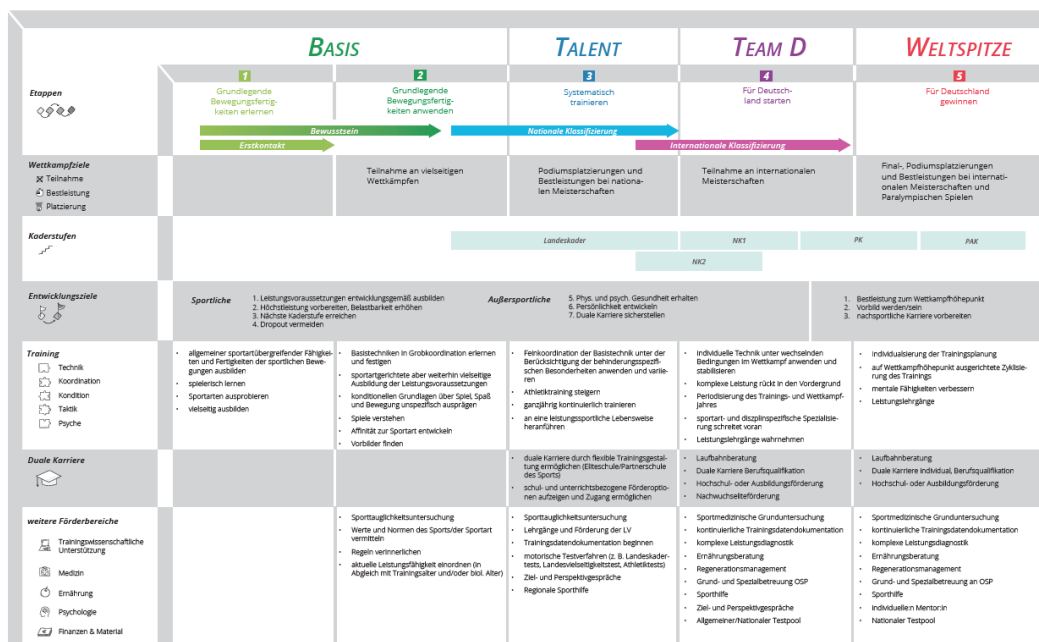 BASIS
TALENT
TEAM D
WELTSPITZE
Etappen
1
Grundlegende
Bewegungsfertig-
keiten erlernen
2
Grundlegende
Bewegungsfertig-
keiten anwenden
3
Systematisch
trainieren
4
Für Deutsch-
land starten
5
Für Deutschland
gewinnen
Bewusstsein
Nationale Klassifizierung
Erstkontakt
Internationale Klassifizierung
Wettkampfziele
Teilnahme
Bestleistung
Platzierung
Teilnahme an vielseitigen
Wettkämpfen
Podiumsplatzierungen und
Bestleistungen bei nationa-
len Meisterschaften
Teilnahme an internationalen
Meisterschaften
Final-, Podiumsplatzierungen
und Bestleistungen bei internati-
onalen Meisterschaften und
Paralympischen Spielen
Kaderstufen
Landeskader
NK1
PK
PAK
NK2
Entwicklungsziele
Sportliche
1. Leistungsvoraussetzungen entwicklungsgemäß ausbilden
2. Höchstleistung vorbereiten, Belastbarkeit erhöhen
3. Nächste Kaderstufe erreichen
4. Dropout vermeiden
Außersportliche
5. Phys. und psych. Gesundheit erhalten
6. Persönlichkeit entwickeln
7. Duale Karriere sicherstellen
1. Bestleistung zum Wettkampfhöhepunkt
2. Vorbild werden/sein
3. nachsportliche Karriere vorbereiten
Training
Technik
Koordination
Kondition
Taktik
Psyche
• allgemeiner sportartübergreifender Fähigkei-
ten und Fertigkeiten der sportlichen Bewe-
gungen ausbilden
• spielerisch lernen
• Sportarten ausprobieren
• vielseitig ausbilden
• Basistechniken in Grobkoordination erlernen
und festigen
• sportartgerichtete aber weiterhin vielseitige
Ausbildung der Leistungsvoraussetzungen
• konditionellen Grundlagen über Spiel, Spaß
und Bewegung unspezifisch ausprägen
• Spiele verstehen
• Affinität zur Sportart entwickeln
• Vorbilder finden
• Feinkoordination der Basistechnik unter der
Berücksichtigung der behinderungsspezifi-
schen Besonderheiten anwenden und variie-
ren
• Athletiktraining steigern
• ganzjährig kontinuierlich trainieren
• an eine leistungssportliche Lebensweise
heranführen
• Individuelle Technik unter wechselnden
Bedingungen im Wettkampf anwenden und
stabilisieren
• komplexe Leistung rückt in den Vordergrund
• Periodisierung des Trainings- und Wettkampf-
jahres
• sportart- und disziplinspezifische Spezialisie-
rung schreitet voran
• Leistungslehrgänge wahrnehmen
• Individualisierung der Trainingsplanung
• auf Wettkampfhöhepunkt ausgerichtete Zyklisie-
rung des Trainings
• mentale Fähigkeiten verbessern
• Leistungslehrgänge
Duale Karriere
• duale Karriere durch flexible Trainingsgestal-
tung ermöglichen (Eliteschule/Partnerschule
des Sports)
• schul- und unterrichtsbezogene Förderoptio-
nen aufzeigen und Zugang ermöglichen
• Laufbahnberatung
• Duale Karriere Berufsqualifikation
• Hochschul- oder Ausbildungsförderung
• Nachwuchseliteförderung
• Laufbahnberatung
• Duale Karriere individual, Berufsqualifikation
• Hochschul- oder Ausbildungsförderung
weitere Förderbereiche
Trainingswissenschaftliche
Unterstützung
Medizin
Ernährung
Psychologie
Finanzen & Material
• Sporttauglichkeitsuntersuchung
• Werte und Normen des Sports/der Sportart
vermitteln
• Regeln verinnerlichen
• aktuelle Leistungsfähigkeit einordnen (in
Abgleich mit Trainingsalter und/oder biol. Alter)
• Sporttauglichkeitsuntersuchung
• Lehrgänge und Förderung der LV
• Trainingsdatendokumentation beginnen
• motorische Testverfahren (z. B. Landeskader-
tests, Landesvielseitigkeitstest, Athletiktests)
• Ziel- und Perspektivgespräche
• Regionale Sporthilfe
• Sportmedizinische Grunduntersuchung
• kontinuierliche Trainingsdatendokumentation
• komplexe Leistungsdiagnostik
• Ernährungsberatung
• Regenerationsmanagement
• Grund- und Spezialbetreuung OSP
• Sporthilfe
• Ziel- und Perspektivgespräche
• Allgemeiner/Nationaler Testpool
• Sportmedizinische Grunduntersuchung
• kontinuierliche Trainingsdatendokumentation
• komplexe Leistungsdiagnostik
• Ernährungsberatung
• Regenerationsmanagement
• Grund- und Spezialbetreuung an OSP
• Sporthilfe
• Individuelle:n Mentor:in
• Nationaler Testpool